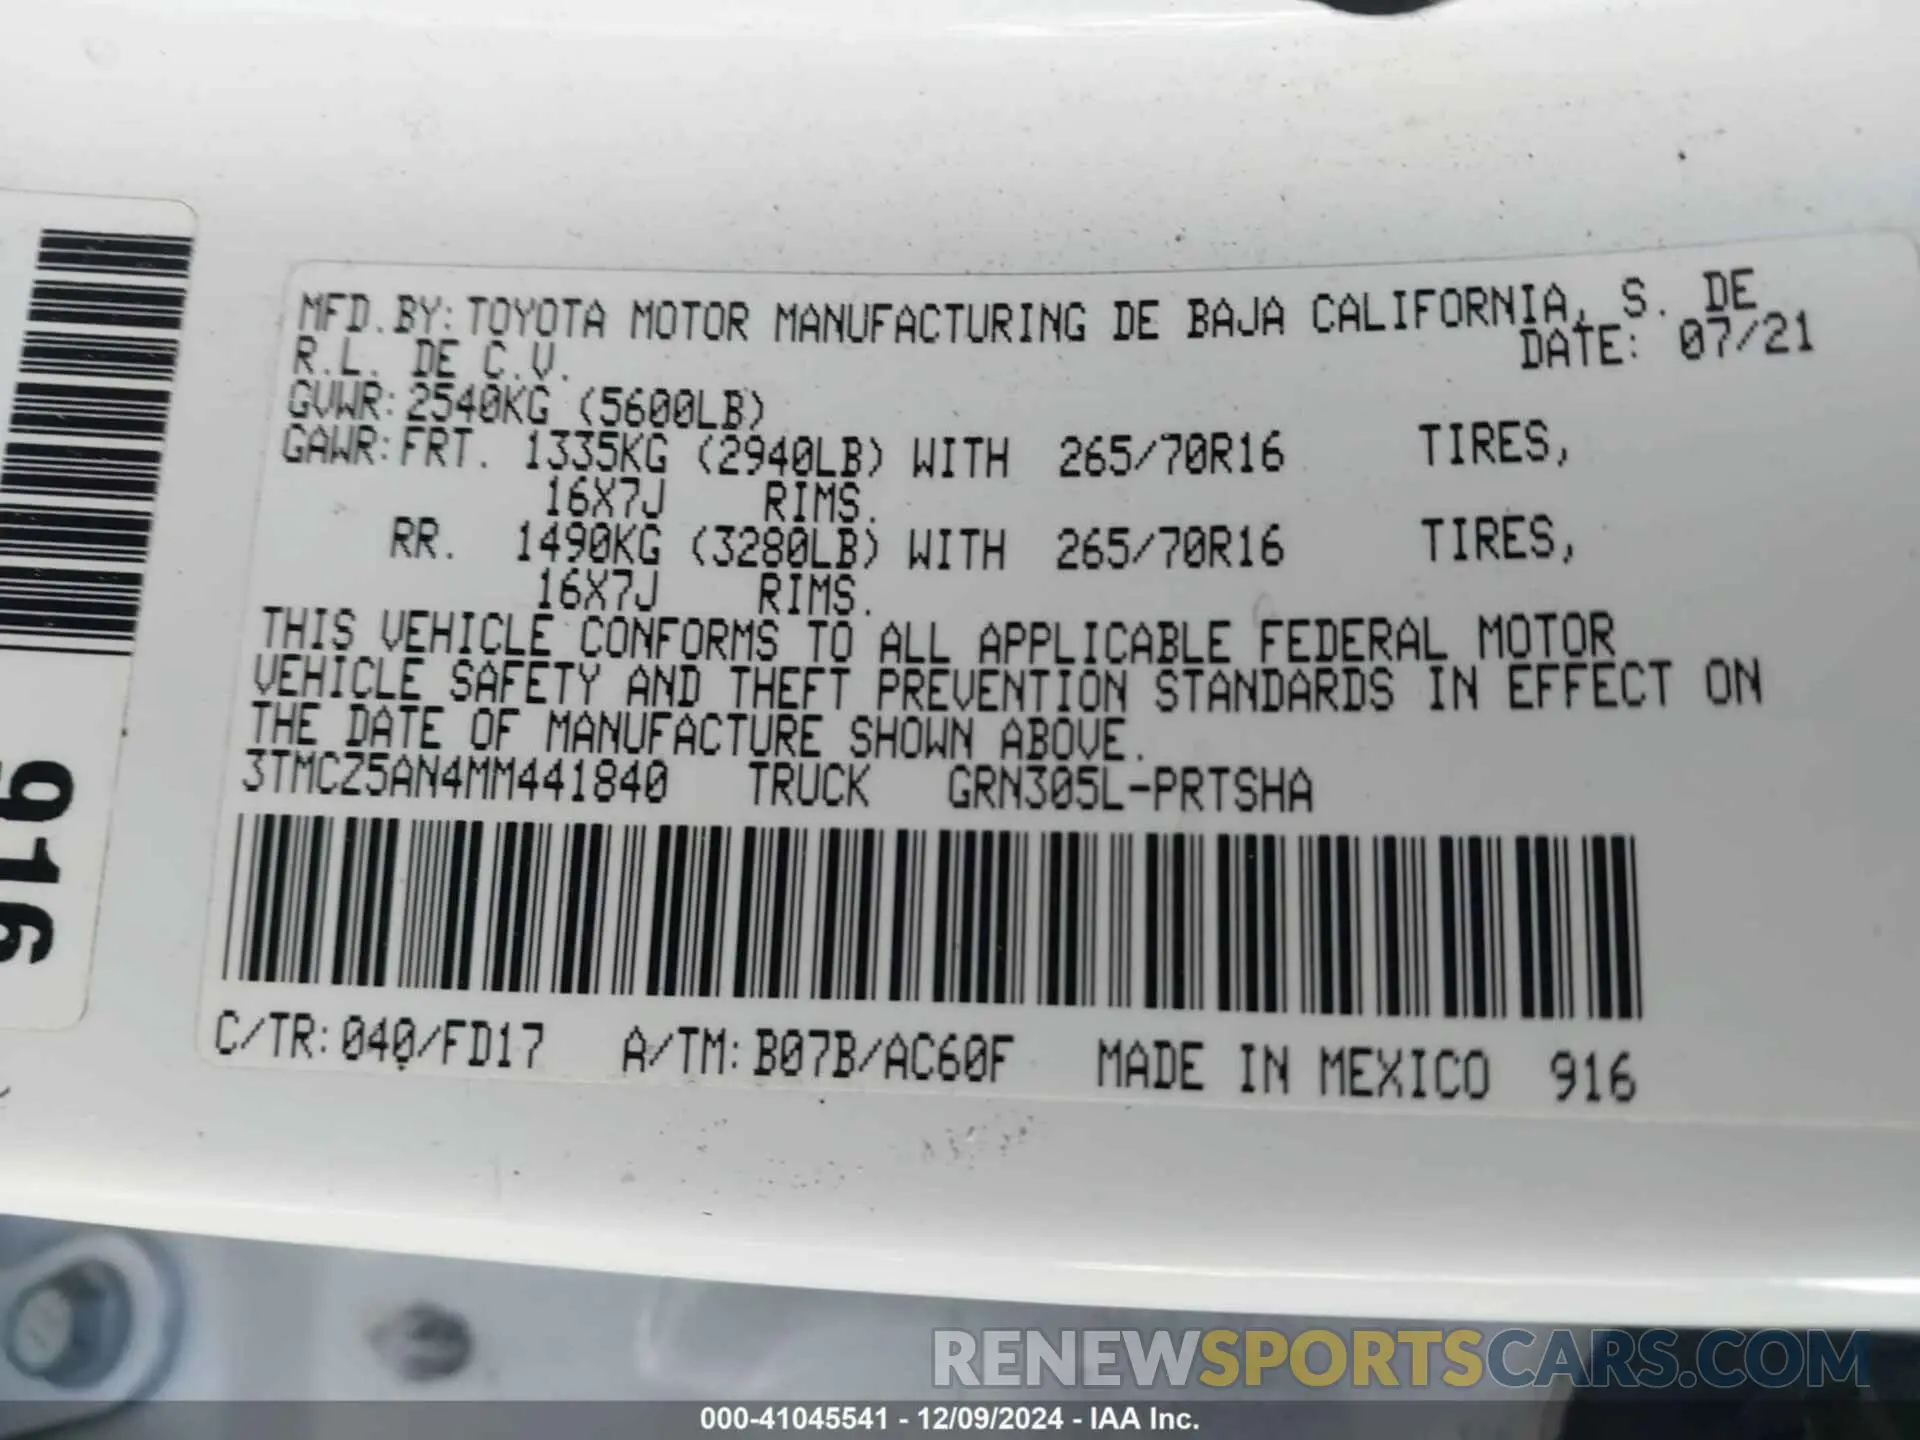 MFD.BY: TOYOTA MOTOR MANUFACTURING DE BAJA CALIFORNIA, S. DE
R.L. DE C.V. DATE: 07/21
GVWR: 2540KG (5600LB)
GAWR: FRT. 1335KG (2940LB) WITH 265/70R16 TIRES,
16X7J RIMS.
RR. 1490KG (3280LB) WITH 265/70R16 TIRES,
16X7J RIMS.
THIS VEHICLE CONFORMS TO ALL APPLICABLE FEDERAL MOTOR
VEHICLE SAFETY AND THEFT PREVENTION STANDARDS IN EFFECT ON
THE DATE OF MANUFACTURE SHOWN ABOVE.
3TMCZ5AN4MM441840 TRUCK GRN305L-PRTSHA
C/TR: 040/FD17 A/TM: B07B/AC60F MADE IN MEXICO 916
916
RENEWSPORTSCARS.COM
000-41045541 - 12/09/2024 - IAA Inc.